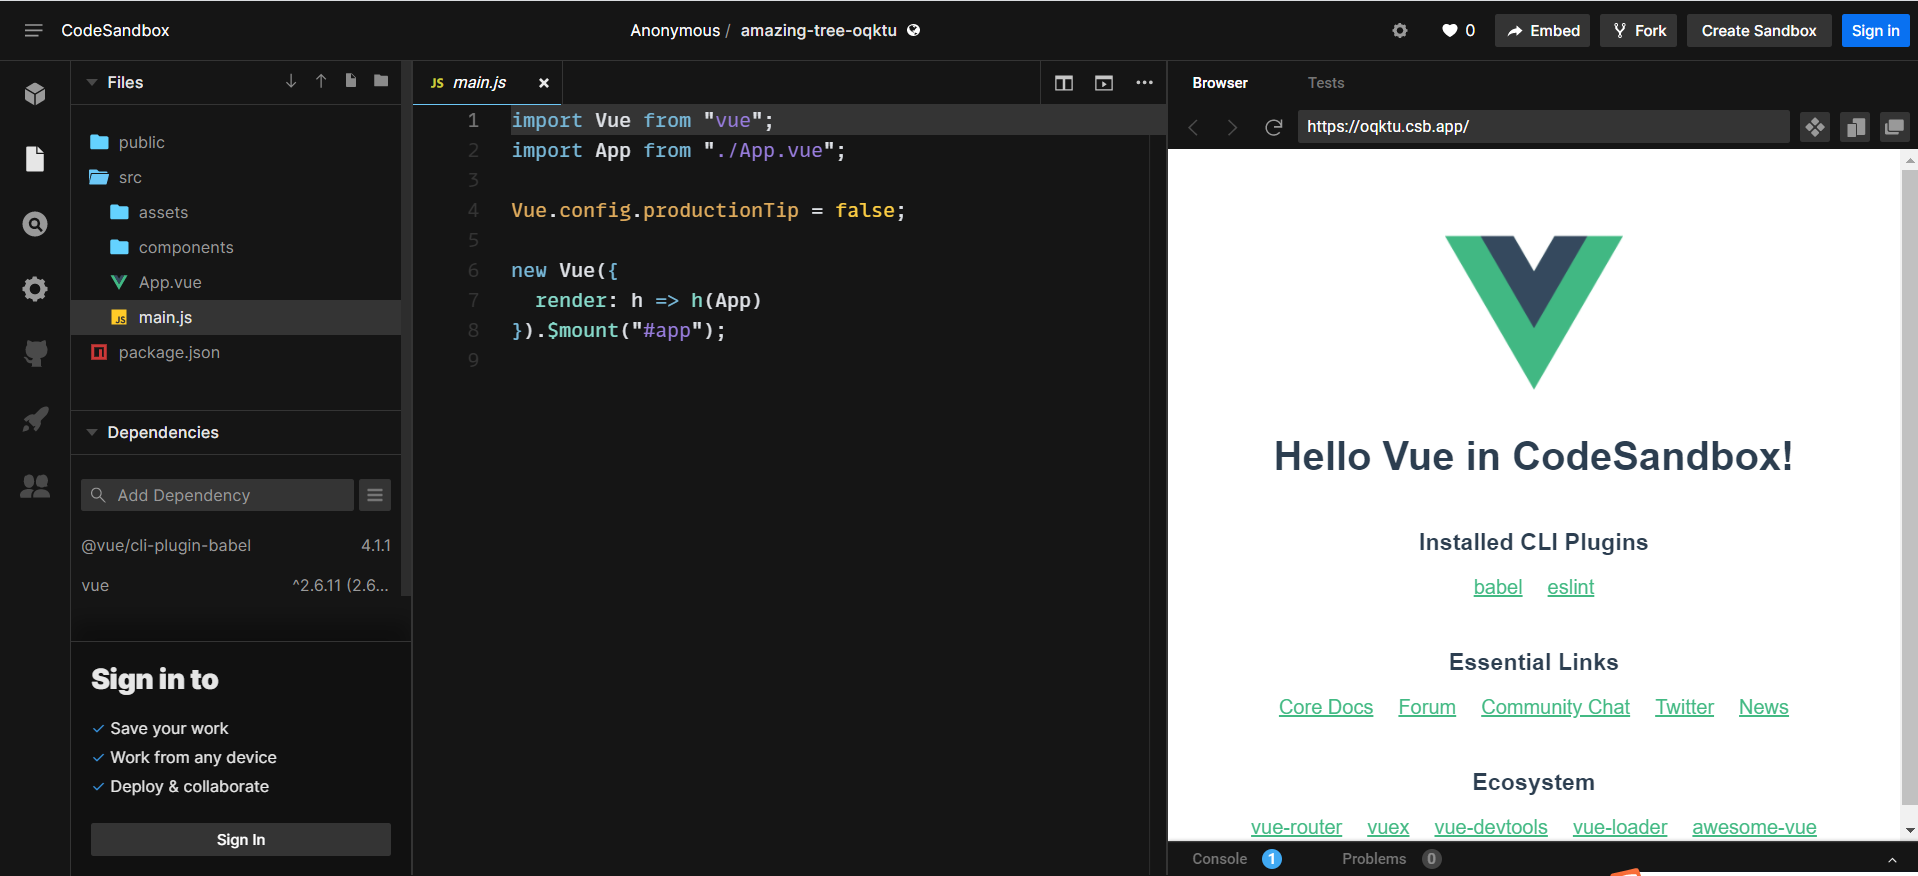 CodeSandbox
Anonymous / amazing-tree-oqktu
0 Embed Fork Create Sandbox Sign in
Files
public
src
assets
components
App.vue
JS main.js
package.json
Dependencies
Add Dependency
@vue/cli-plugin-babel 4.1.1
vue ^2.6.11 (2.6...
Sign in to
Save your work
Work from any device
Deploy & collaborate
Sign In
JS main.js
1 import Vue from "vue";
2 import App from "./App.vue";
3
4 Vue.config.productionTip = false;
5
6 new Vue({
7 render: h => h(App)
8 }).$mount("#app");
9
Browser Tests
https://oqktu.csb.app/
Hello Vue in CodeSandbox!
Installed CLI Plugins
babel eslint
Essential Links
Core Docs Forum Community Chat Twitter News
Ecosystem
vue-router vuex vue-devtools vue-loader awesome-vue
Console 1 Problems 0